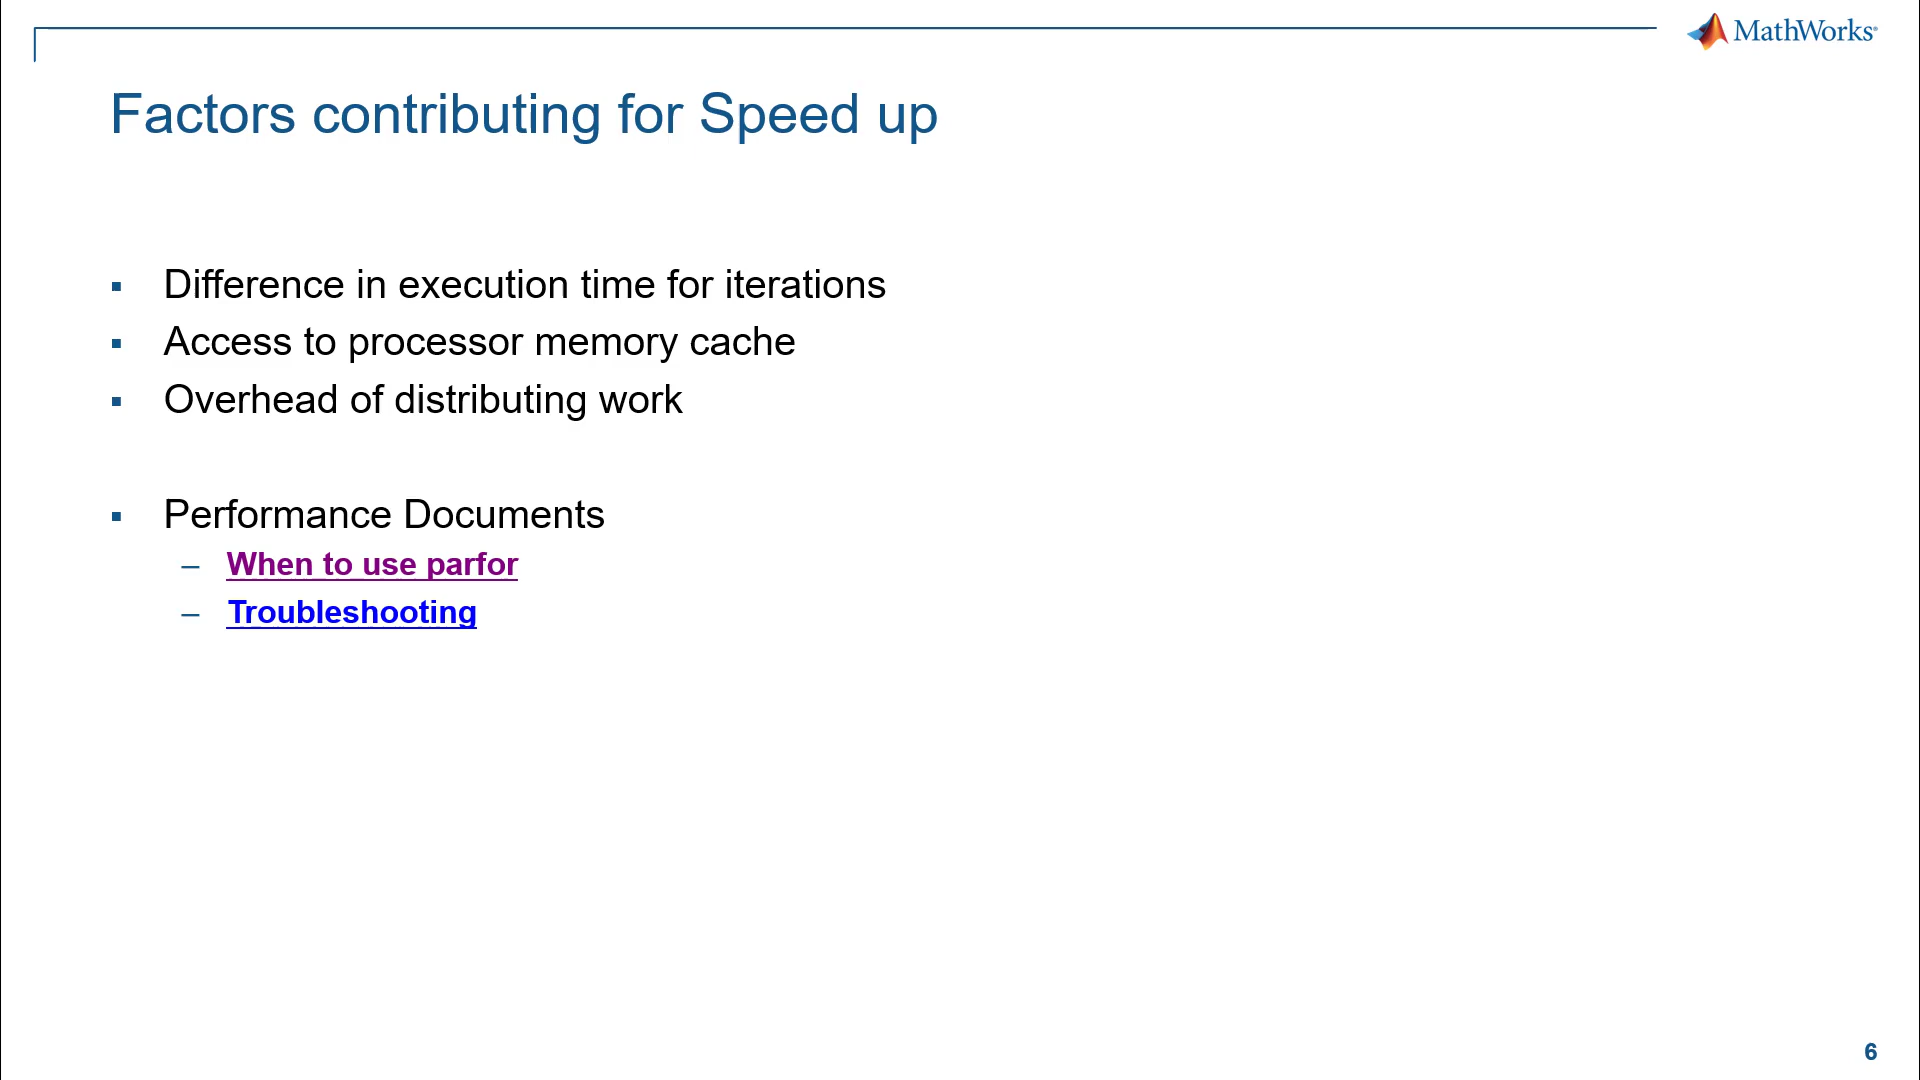 MathWorks®
Factors contributing for Speed up
▪ Difference in execution time for iterations
▪ Access to processor memory cache
▪ Overhead of distributing work
▪ Performance Documents
– When to use parfor
– Troubleshooting
6